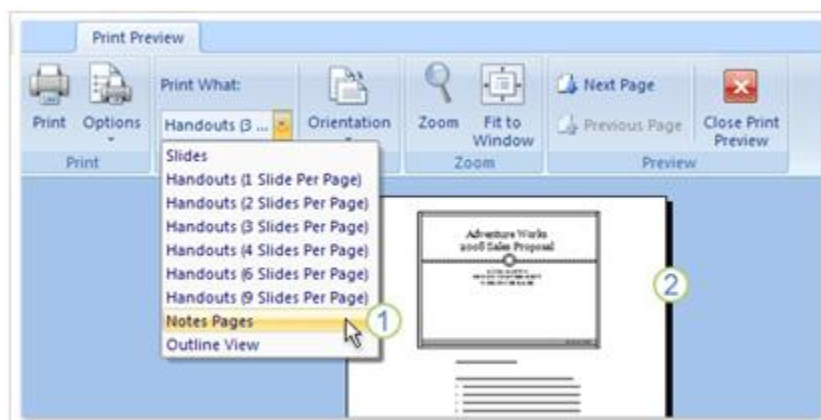 Print Preview
Print
Options
Print What:
Handouts (3 ...
Orientation
Zoom
Fit to
Window
Next Page
Previous Page
Close Print
Preview
Print
Zoom
Preview
Slides
Handouts (1 Slide Per Page)
Handouts (2 Slides Per Page)
Handouts (3 Slides Per Page)
Handouts (4 Slides Per Page)
Handouts (6 Slides Per Page)
Handouts (9 Slides Per Page)
Notes Pages
Outline View
1
Adventure Works
2008 Sales Proposal
2